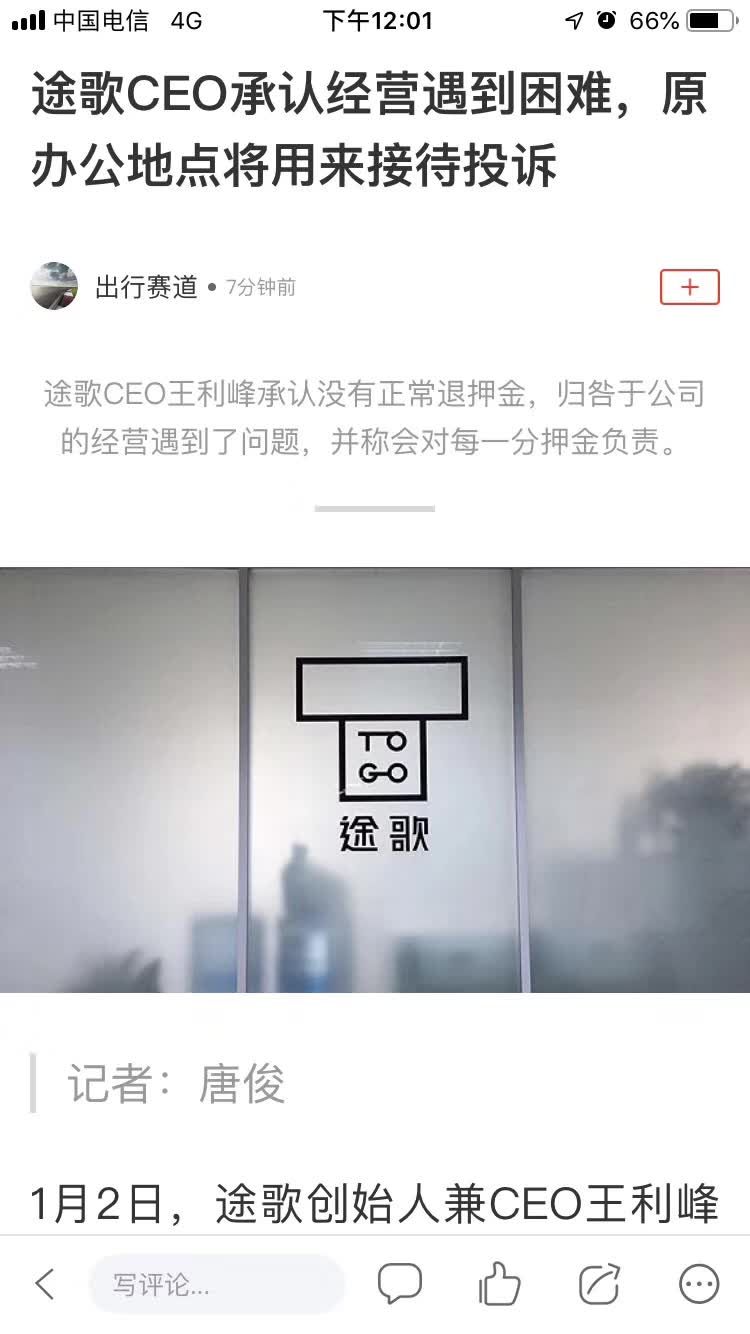 中国电信 4G 下午12:01 66%
途歌CEO承认经营遇到困难，原
办公地点将用来接待投诉
出行赛道 • 7分钟前
途歌CEO王利峰承认没有正常退押金，归咎于公司
的经营遇到了问题，并称会对每一分押金负责。
TO
GO
途歌
记者：唐俊
1月2日，途歌创始人兼CEO王利峰
写评论...